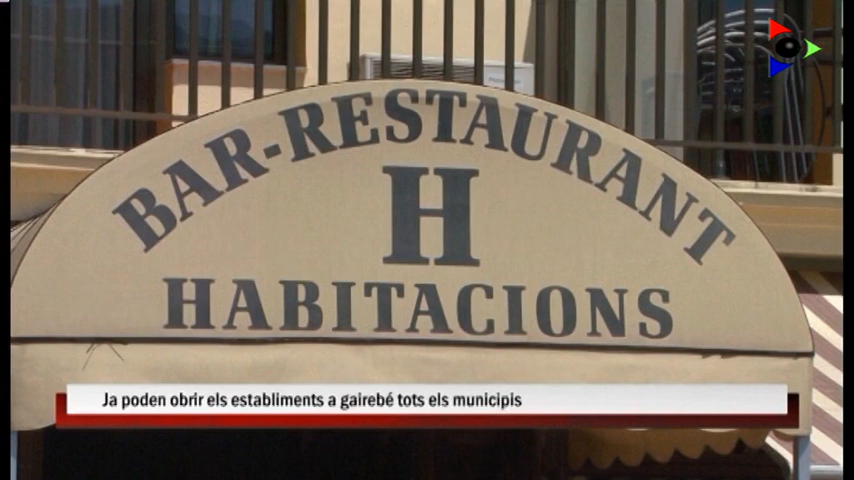 BAR-RESTAURANT
H
HABITACIONS
Ja poden obrir els establiments a gairebé tots els municipis